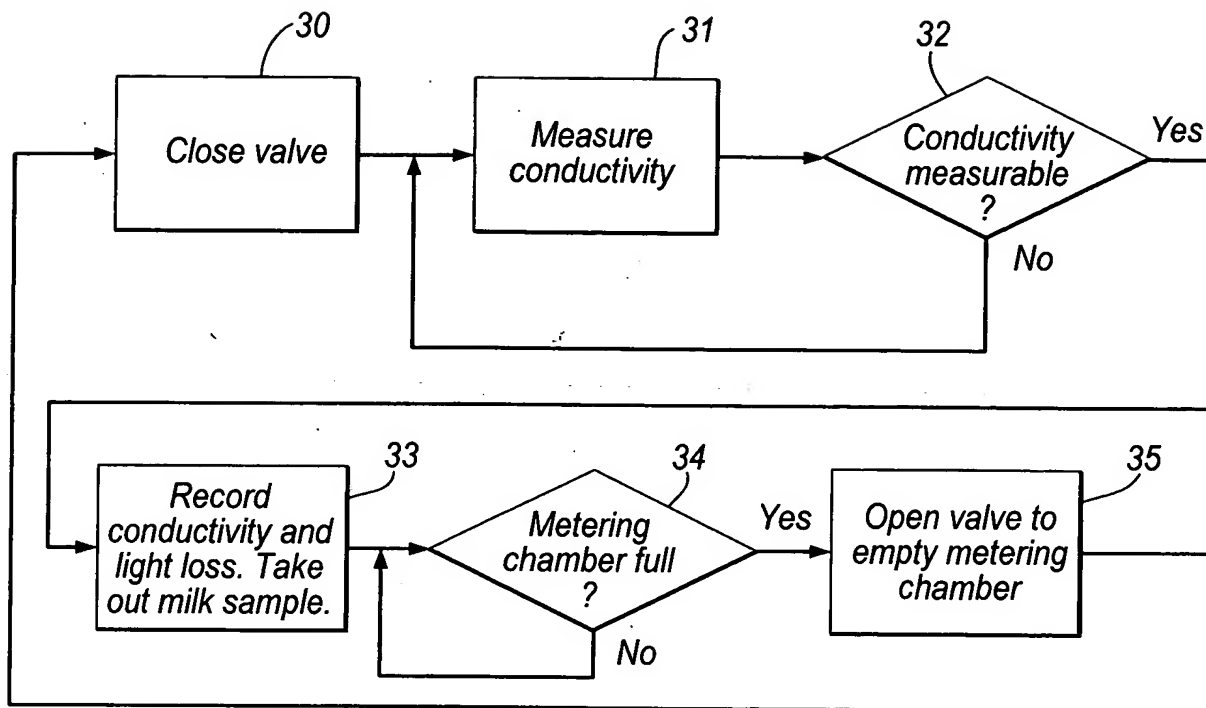 30
Close valve
31
Measure
conductivity
32
Conductivity
measurable
?
Yes
No
33
Record
conductivity and
light loss. Take
out milk sample.
34
Metering
chamber full
?
Yes
No
35
Open valve to
empty metering
chamber